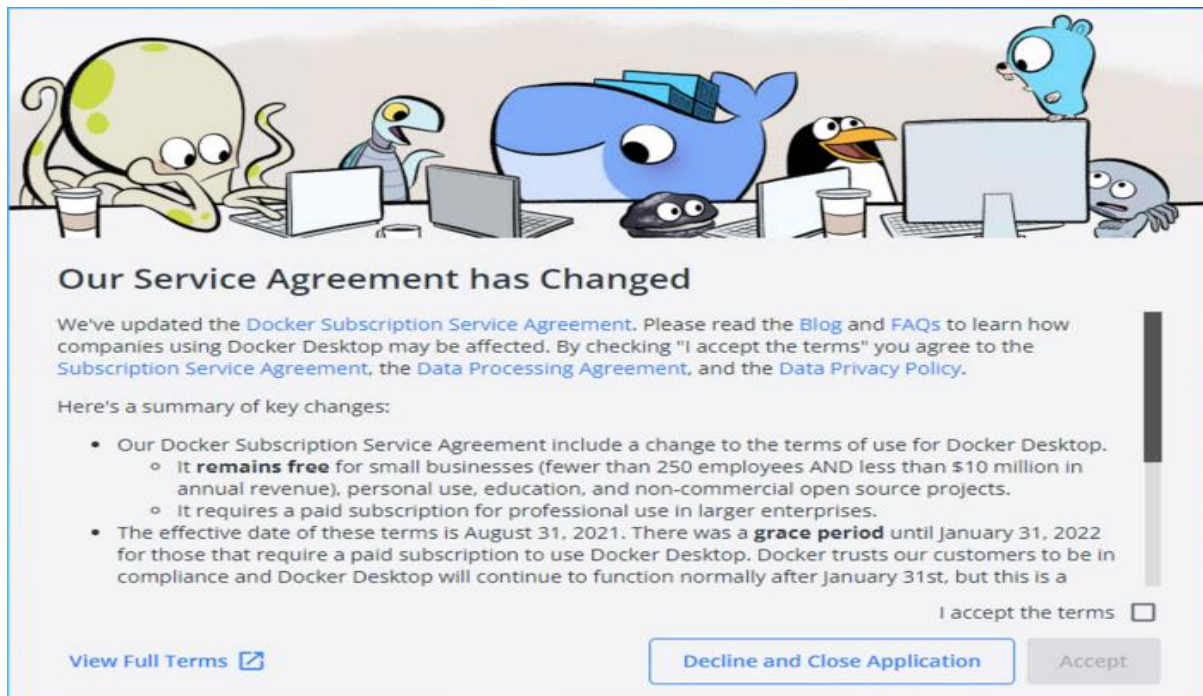 Our Service Agreement has Changed
We've updated the Docker Subscription Service Agreement. Please read the Blog and FAQs to learn how
companies using Docker Desktop may be affected. By checking "I accept the terms" you agree to the
Subscription Service Agreement, the Data Processing Agreement, and the Data Privacy Policy.
Here's a summary of key changes:
• Our Docker Subscription Service Agreement include a change to the terms of use for Docker Desktop.
◦ It remains free for small businesses (fewer than 250 employees AND less than $10 million in
annual revenue), personal use, education, and non-commercial open source projects.
◦ It requires a paid subscription for professional use in larger enterprises.
• The effective date of these terms is August 31, 2021. There was a grace period until January 31, 2022
for those that require a paid subscription to use Docker Desktop. Docker trusts our customers to be in
compliance and Docker Desktop will continue to function normally after January 31st, but this is a
I accept the terms
View Full Terms
Decline and Close Application
Accept